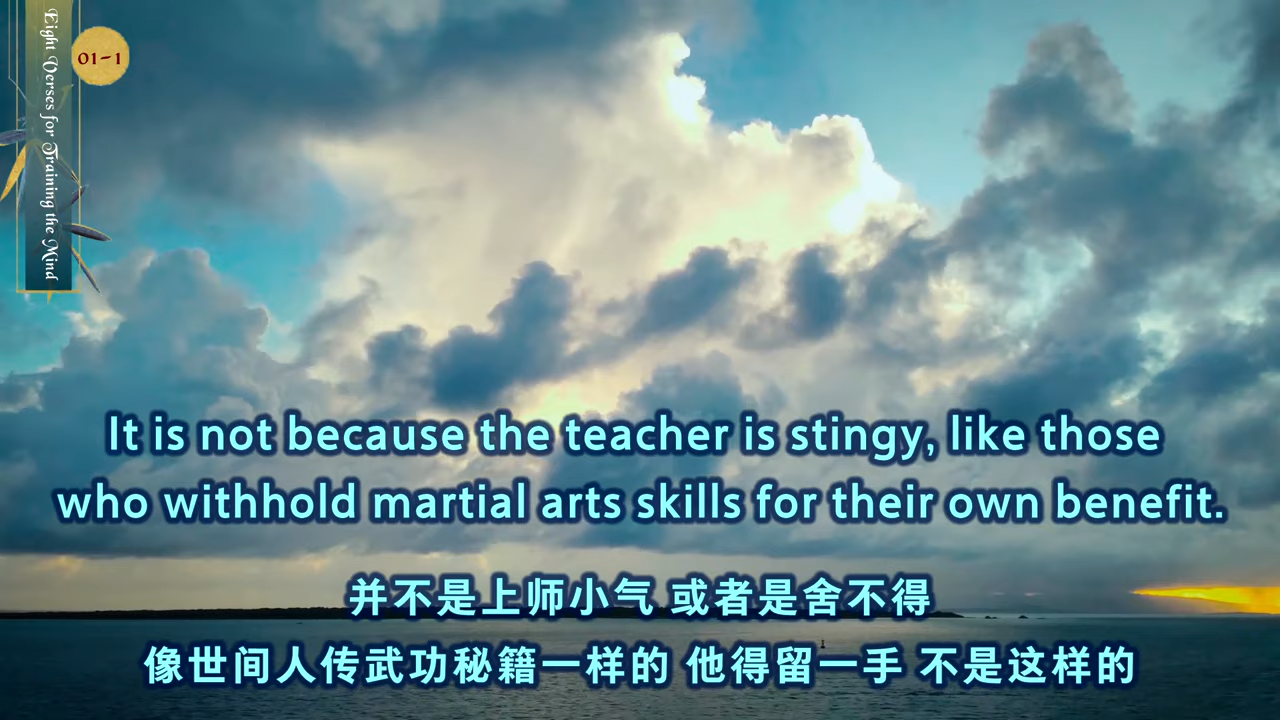 Eight Verses for Training the Mind
01-1
It is not because the teacher is stingy, like those
who withhold martial arts skills for their own benefit.
并不是上师小气 或者是舍不得
像世间人传武功秘籍一样的 他得留一手 不是这样的